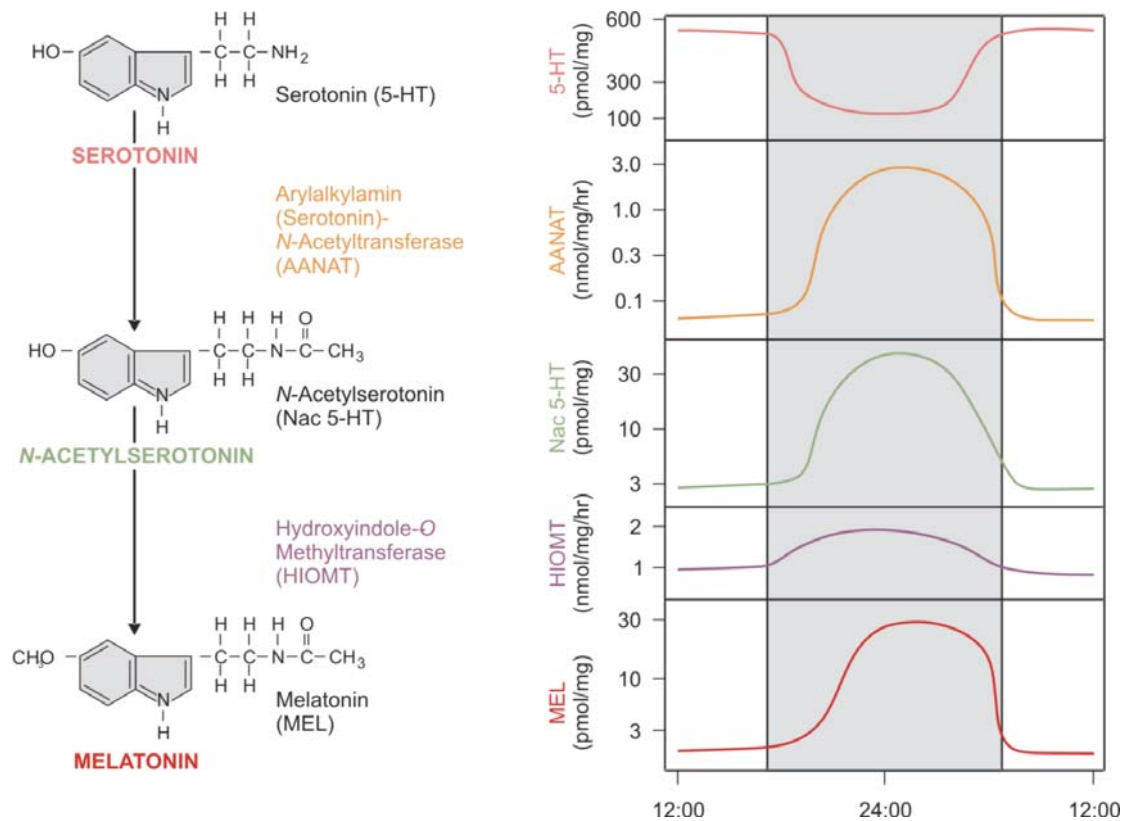 H H
HO
C C NH2
N
H H
H
Serotonin (5-HT)
SEROTONIN
Arylalkylamin
(Serotonin)-
N-Acetyltransferase
(AANAT)
H H H O
HO
C C N C CH3
N
H H
H
N-Acetylserotonin
(Nac 5-HT)
N-ACETYLSEROTONIN
Hydroxyindole-O
Methyltransferase
(HIOMT)
H H H O
CH3O
C C N C CH3
N
H H
H
Melatonin
(MEL)
MELATONIN
5-HT
(pmol/mg)
600
300
100
AANAT
(nmol/mg/hr)
3.0
1.0
0.3
0.1
Nac 5-HT
(pmol/mg)
30
10
3
HIOMT
(nmol/mg/hr)
2
1
MEL
(pmol/mg)
30
10
3
12:00 24:00 12:00